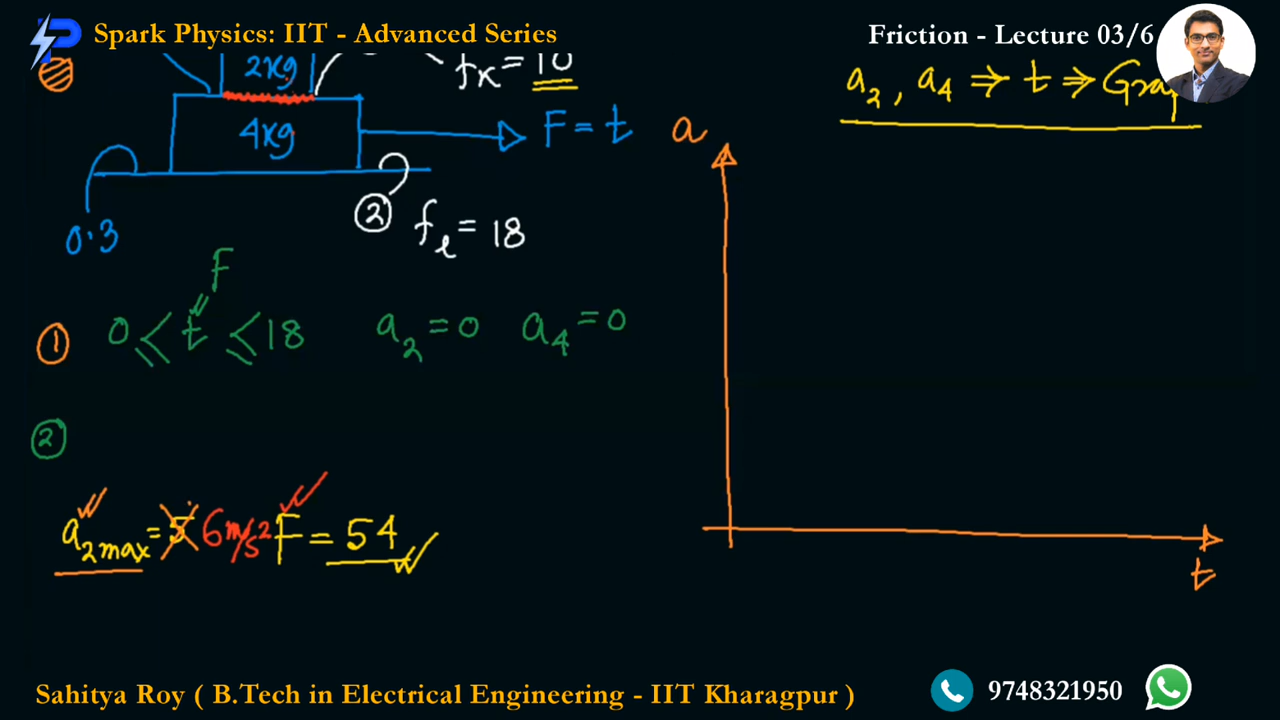 Spark Physics: IIT - Advanced Series
Friction - Lecture 03/6
2kg
fk = 10
a2, a4 ⇒ t ⇒
4kg
F = t
a
0.3
② fl = 18
F
① 0 ≤ t ≤ 18 a2 = 0 a4 = 0
②
a2max = 5 6m/s2 F = 54
t
Sahitya Roy ( B.Tech in Electrical Engineering - IIT Kharagpur )
9748321950